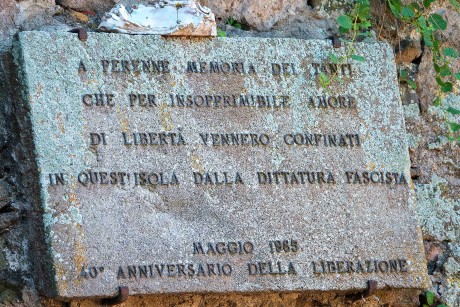 A PERENNE MEMORIA DEI TANTI
CHE PER INSOPPRIMIBILE AMORE
DI LIBERTÀ VENNERO CONFINATI
IN QUEST'ISOLA DALLA DITTATURA FASCISTA
MAGGIO 1985
40° ANNIVERSARIO DELLA LIBERAZIONE